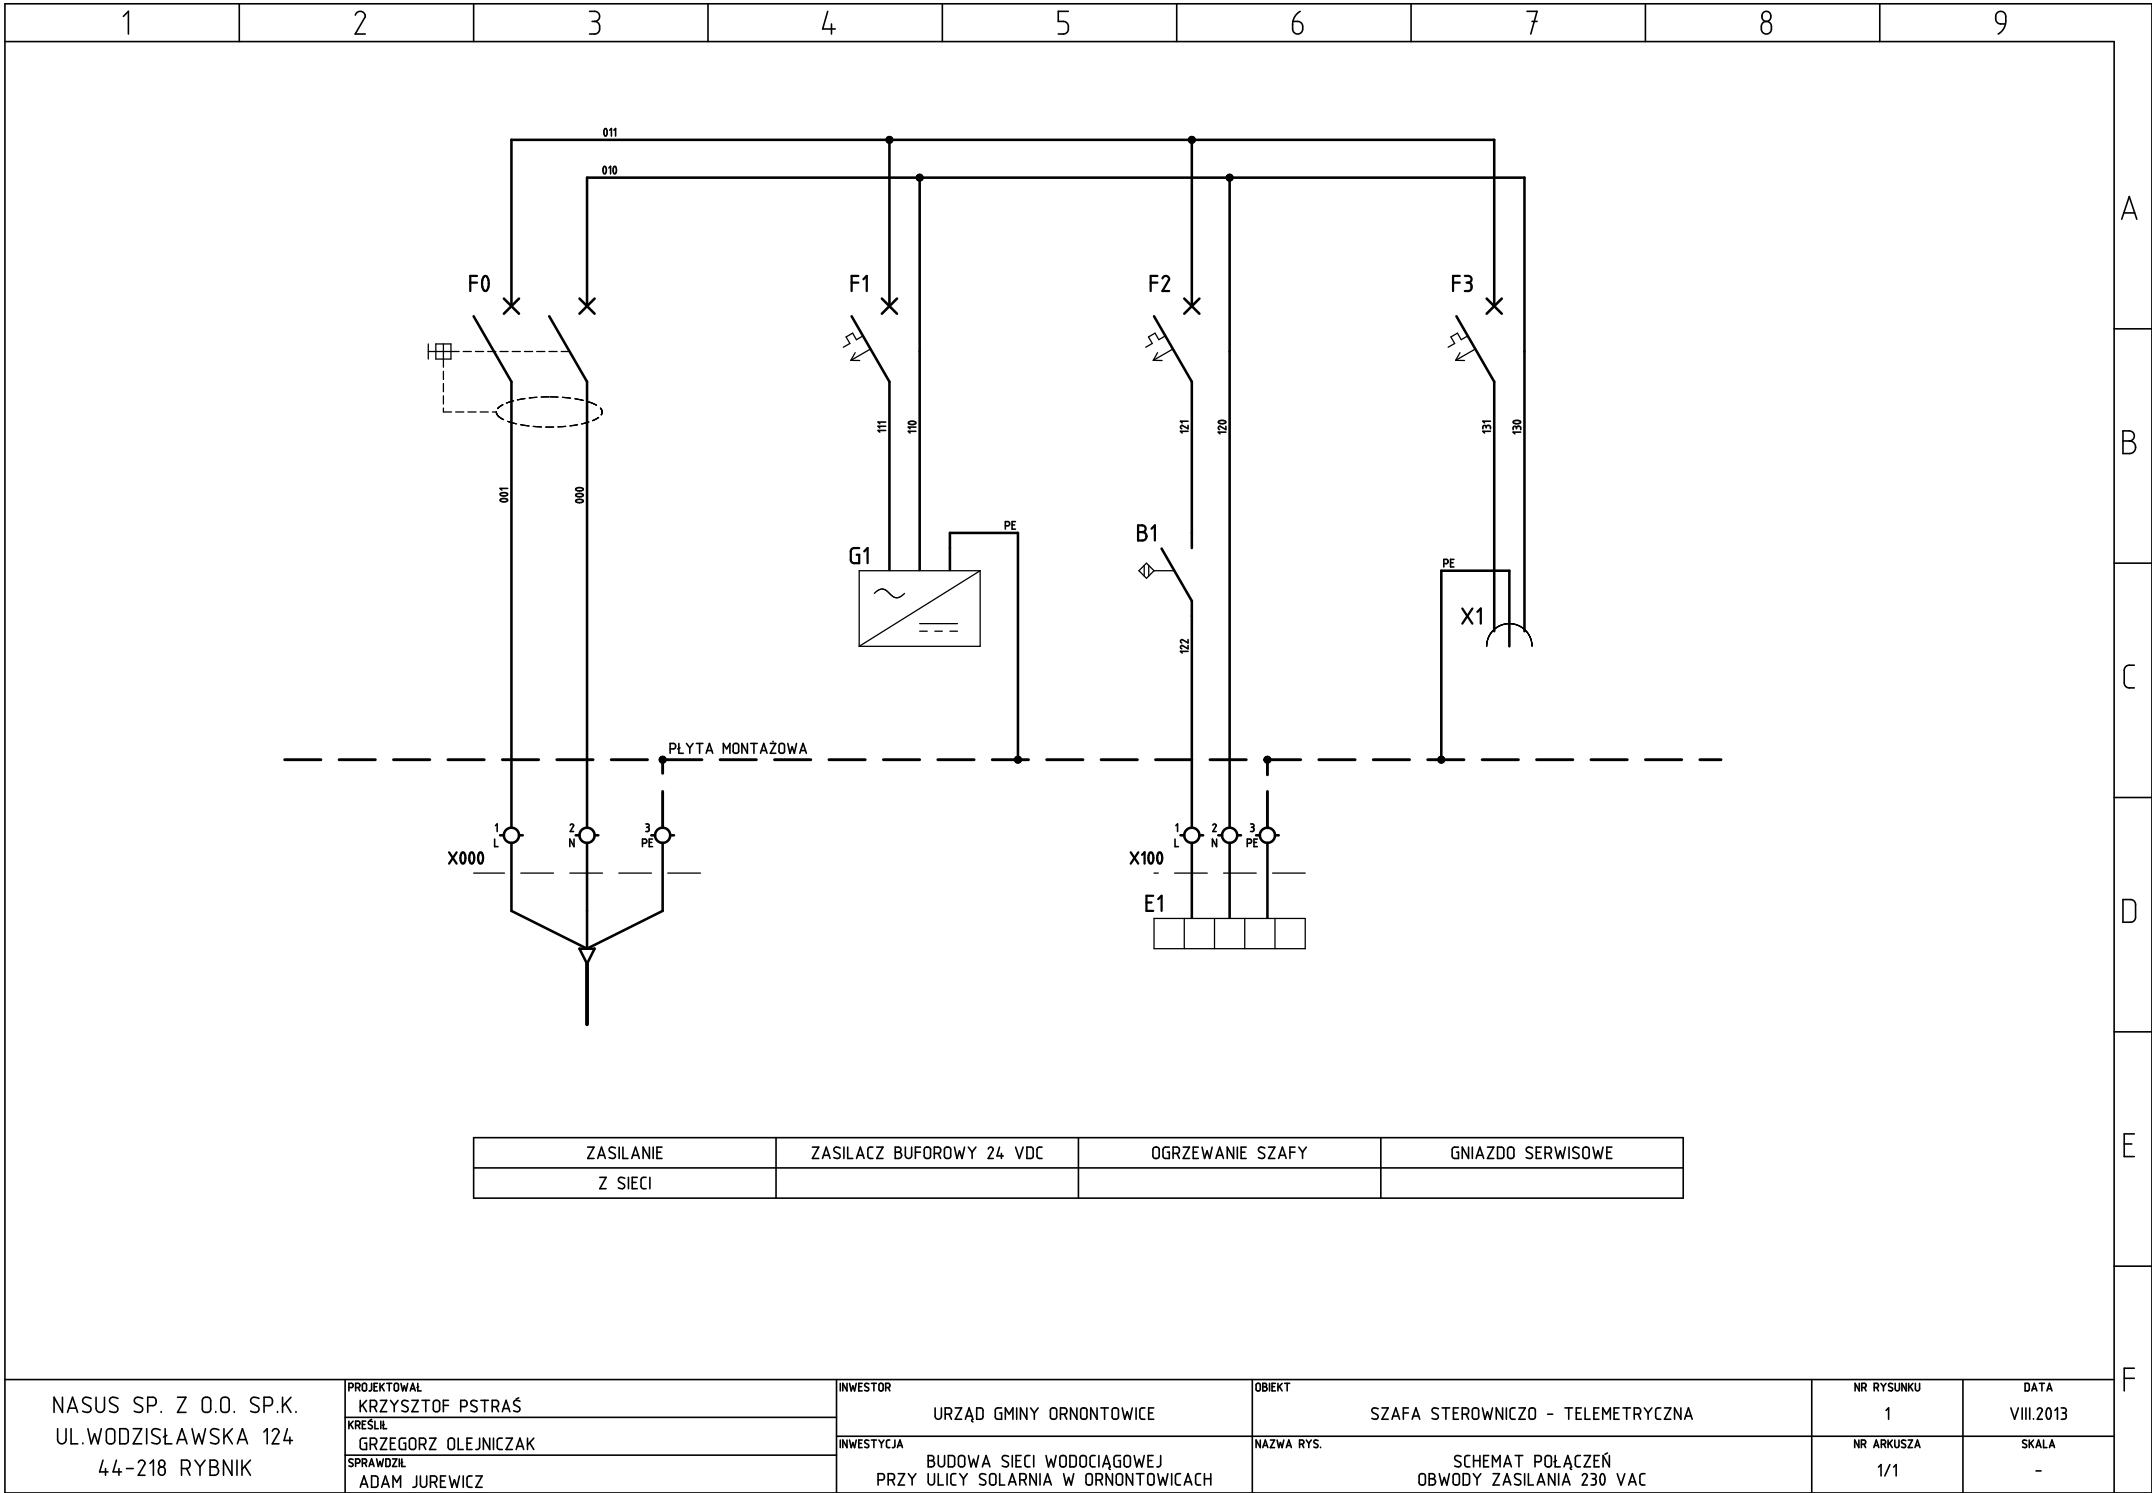 1 2 3 4 5 6 7 8 9
A
B
C
D
E
F
011
010
F0
F1
F2
F3
111
110
121
120
131
130
001
000
PE
B1
G1
PE
X1
122
PŁYTA MONTAŻOWA
1 2 3 1 2 3
L N PE L N PE
X000
X100
E1
ZASILANIE ZASILACZ BUFOROWY 24 VDC OGRZEWANIE SZAFY GNIAZDO SERWISOWE
Z SIECI
NASUS SP. Z O.O. SP.K.
UL.WODZISŁAWSKA 124
44-218 RYBNIK
PROJEKTOWAŁ
KRZYSZTOF PSTRAŚ
KREŚLIŁ
GRZEGORZ OLEJNICZAK
SPRAWDZIŁ
ADAM JUREWICZ
INWESTOR
URZĄD GMINY ORNONTOWICE
INWESTYCJA
BUDOWA SIECI WODOCIĄGOWEJ
PRZY ULICY SOLARNIA W ORNONTOWICACH
OBIEKT
SZAFA STEROWNICZO - TELEMETRYCZNA
NAZWA RYS.
SCHEMAT POŁĄCZEŃ
OBWODY ZASILANIA 230 VAC
NR RYSUNKU
1
NR ARKUSZA
1/1
DATA
VIII.2013
SKALA
-